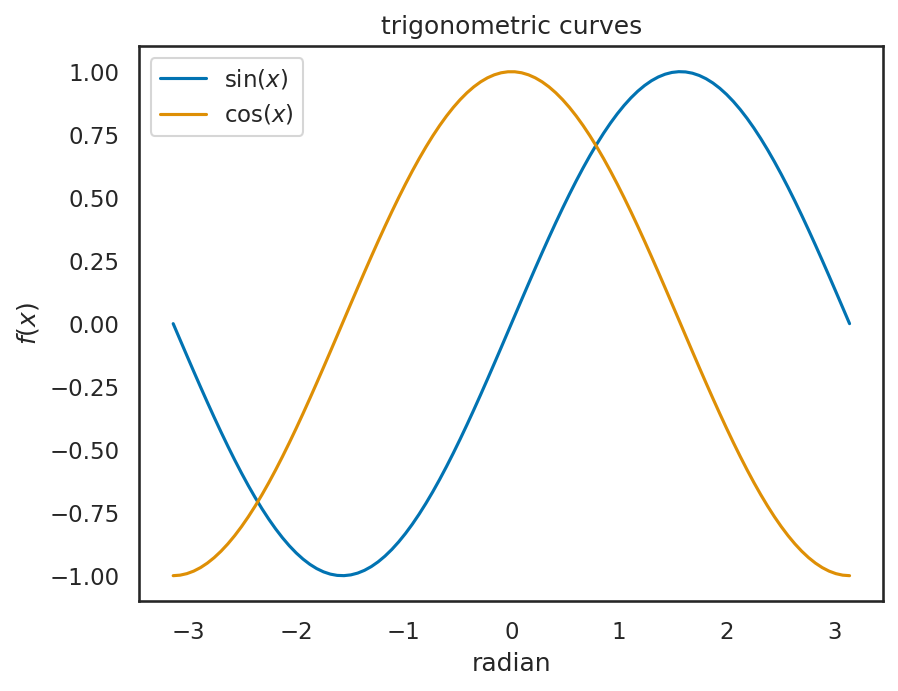 trigonometric curves
sin(x)
cos(x)
1.00
0.75
0.50
0.25
0.00
−0.25
−0.50
−0.75
−1.00
f(x)
−3 −2 −1 0 1 2 3
radian